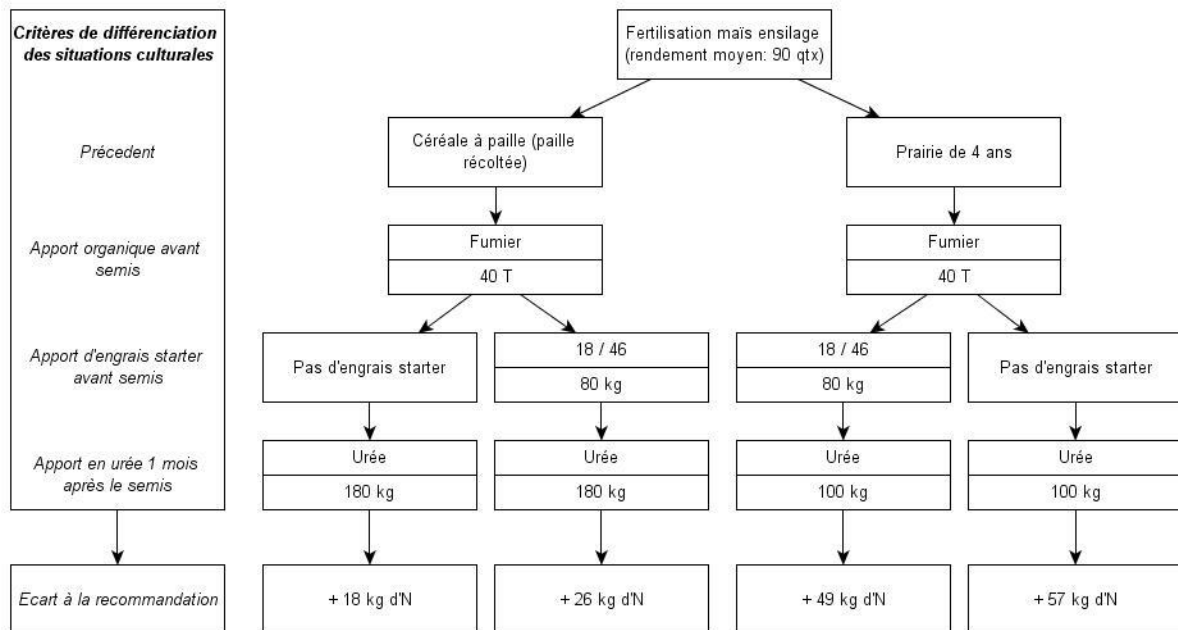 Critères de différenciation
des situations culturales
Fertilisation maïs ensilage
(rendement moyen: 90 qtx)
Précedent
Céréale à paille (paille
récoltée)
Prairie de 4 ans
Apport organique avant
semis
Fumier
40 T
Fumier
40 T
Apport d'engrais starter
avant semis
Pas d'engrais starter
18 / 46
80 kg
18 / 46
80 kg
Pas d'engrais starter
Apport en urée 1 mois
après le semis
Urée
180 kg
Urée
180 kg
Urée
100 kg
Urée
100 kg
Ecart à la recommandation
+ 18 kg d'N
+ 26 kg d'N
+ 49 kg d'N
+ 57 kg d'N